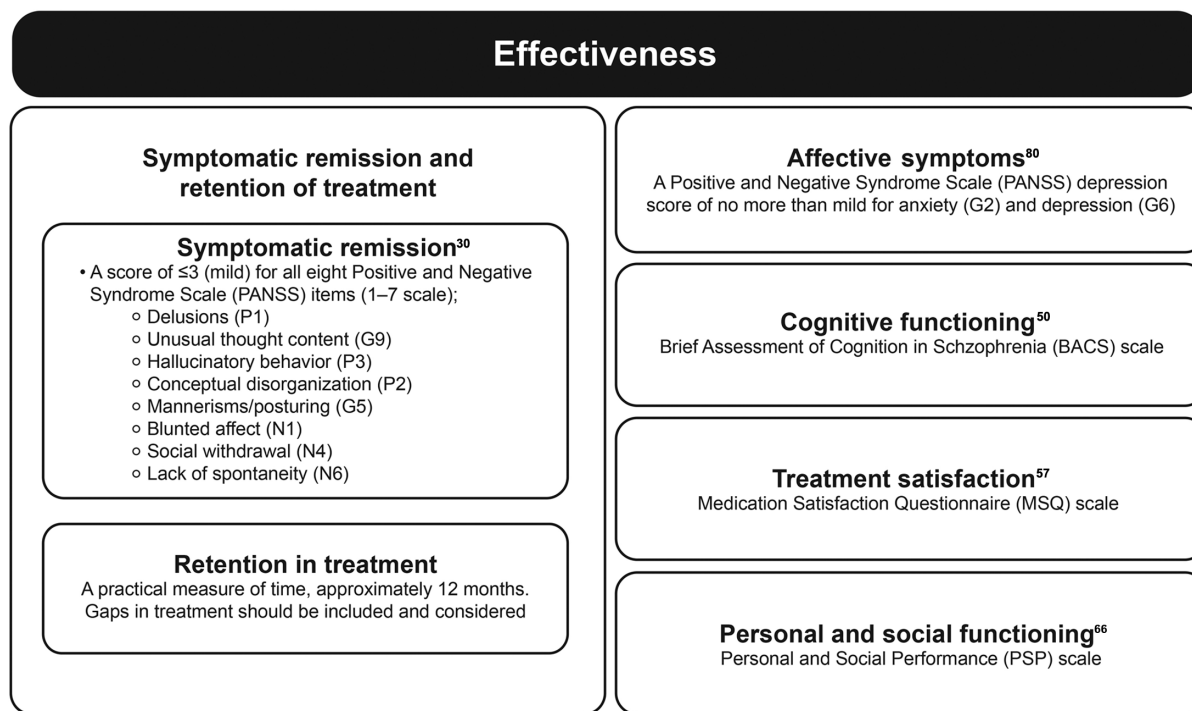 Effectiveness
Symptomatic remission and
retention of treatment
Symptomatic remission30
• A score of ≤3 (mild) for all eight Positive and Negative
Syndrome Scale (PANSS) items (1–7 scale);
o Delusions (P1)
o Unusual thought content (G9)
o Hallucinatory behavior (P3)
o Conceptual disorganization (P2)
o Mannerisms/posturing (G5)
o Blunted affect (N1)
o Social withdrawal (N4)
o Lack of spontaneity (N6)
Retention in treatment
A practical measure of time, approximately 12 months.
Gaps in treatment should be included and considered
Affective symptoms80
A Positive and Negative Syndrome Scale (PANSS) depression
score of no more than mild for anxiety (G2) and depression (G6)
Cognitive functioning50
Brief Assessment of Cognition in Schzophrenia (BACS) scale
Treatment satisfaction57
Medication Satisfaction Questionnaire (MSQ) scale
Personal and social functioning66
Personal and Social Performance (PSP) scale